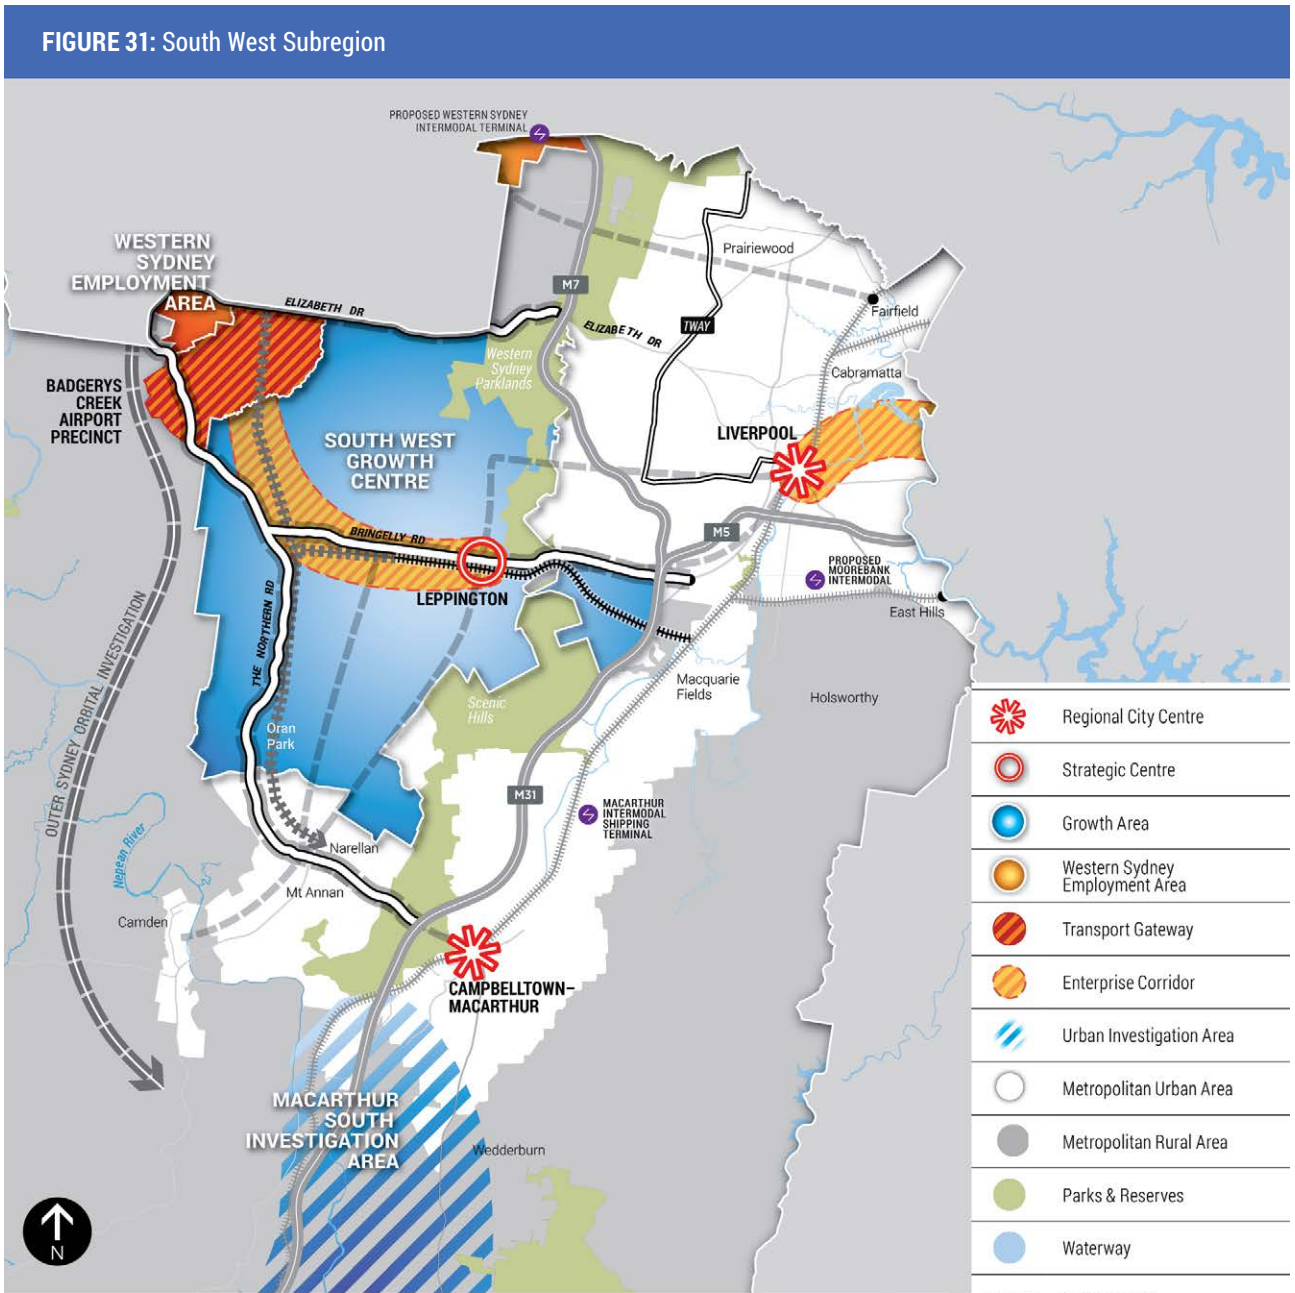 FIGURE 31: South West Subregion
PROPOSED WESTERN SYDNEY
INTERMODAL TERMINAL
WESTERN
SYDNEY
EMPLOYMENT
AREA
ELIZABETH DR
M7
ELIZABETH DR
TWAY
Prairiewood
Fairfield
Cabramatta
Western
Sydney
Parklands
BADGERYS
CREEK
AIRPORT
PRECINCT
SOUTH WEST
GROWTH
CENTRE
LIVERPOOL
BRINGELLY RD
M5
PROPOSED
MOOREBANK
INTERMODAL
LEPPINGTON
East Hills
THE NORTHERN RD
OUTER SYDNEY ORBITAL INVESTIGATION
Macquarie
Fields
Holsworthy
Scenic
Hills
Oran
Park
M31
MACARTHUR
INTERMODAL
SHIPPING
TERMINAL
Nepean River
Narellan
Mt Annan
Camden
CAMPBELLTOWN–
MACARTHUR
MACARTHUR
SOUTH
INVESTIGATION
AREA
Wedderburn
N
Regional City Centre
Strategic Centre
Growth Area
Western Sydney
Employment Area
Transport Gateway
Enterprise Corridor
Urban Investigation Area
Metropolitan Urban Area
Metropolitan Rural Area
Parks & Reserves
Waterway